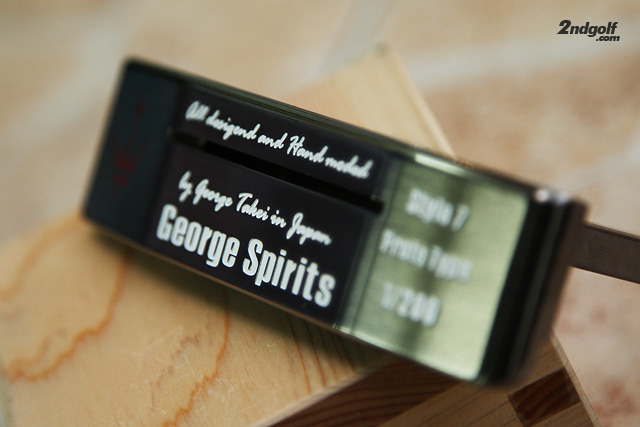 2ndgolf
.com
All designed and Hand maded
by George Takei in Japan
George Spirits
Style 7
Proto Type
1/200